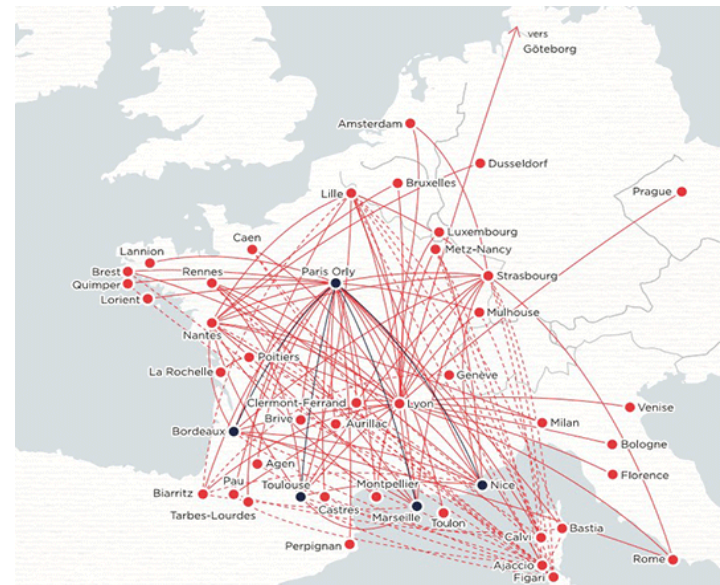 vers
Göteborg
Amsterdam
Dusseldorf
Bruxelles
Lille
Prague
Luxembourg
Caen
Metz-Nancy
Lannion
Brest
Rennes
Paris Orly
Strasbourg
Quimper
Lorient
Mulhouse
Nantes
Poitiers
La Rochelle
Genève
Clermont-Ferrand
Lyon
Venise
Brive
Aurillac
Milan
Bordeaux
Bologne
Agen
Florence
Pau
Toulouse
Montpellier
Nice
Biarritz
Tarbes-Lourdes
Castres
Marseille
Toulon
Bastia
Calvi
Perpignan
Ajaccio
Rome
Figari